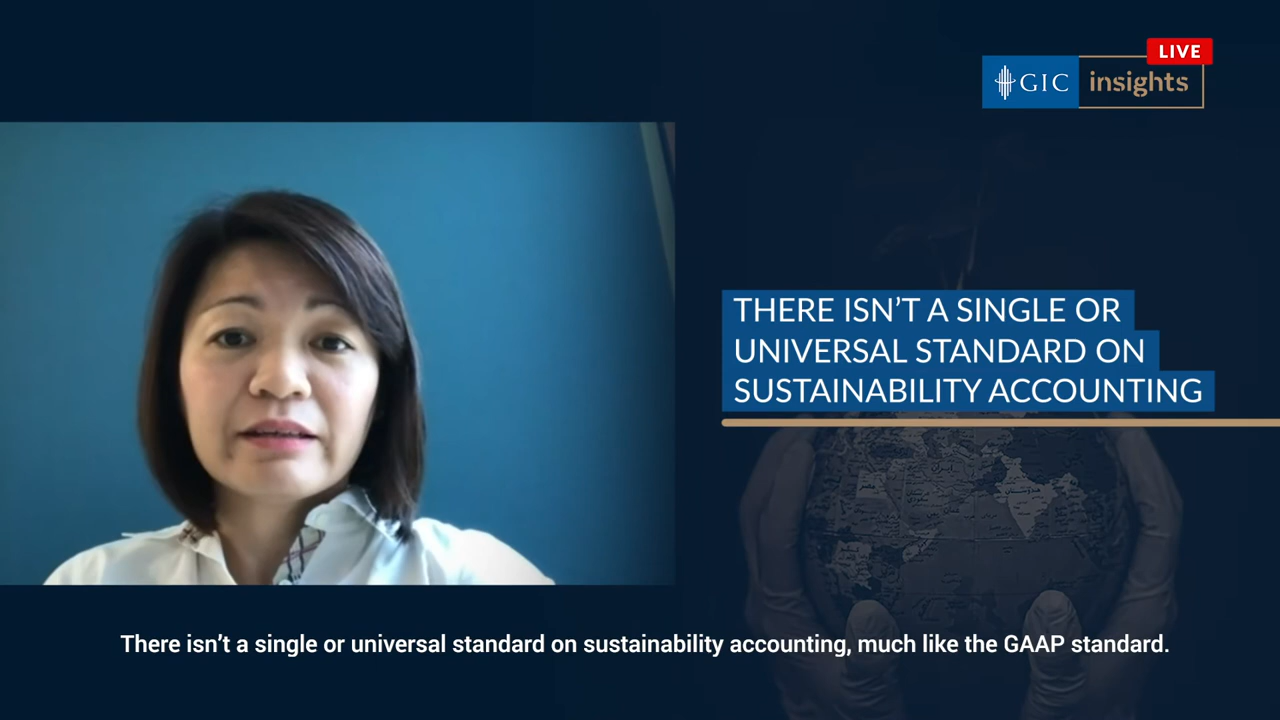 LIVE
GIC insights
THERE ISN'T A SINGLE OR
UNIVERSAL STANDARD ON
SUSTAINABILITY ACCOUNTING
There isn't a single or universal standard on sustainability accounting, much like the GAAP standard.